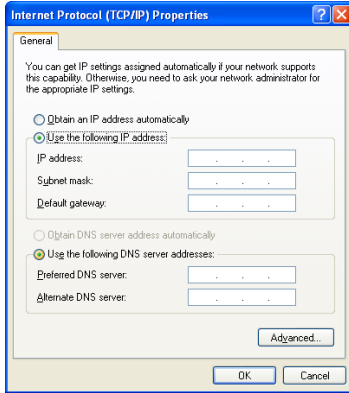 Internet Protocol (TCP/IP) Properties
General
You can get IP settings assigned automatically if your network supports
this capability. Otherwise, you need to ask your network administrator for
the appropriate IP settings.
Obtain an IP address automatically
Use the following IP address:
IP address:
Subnet mask:
Default gateway:
Obtain DNS server address automatically
Use the following DNS server addresses:
Preferred DNS server:
Alternate DNS server:
Advanced...
OK Cancel